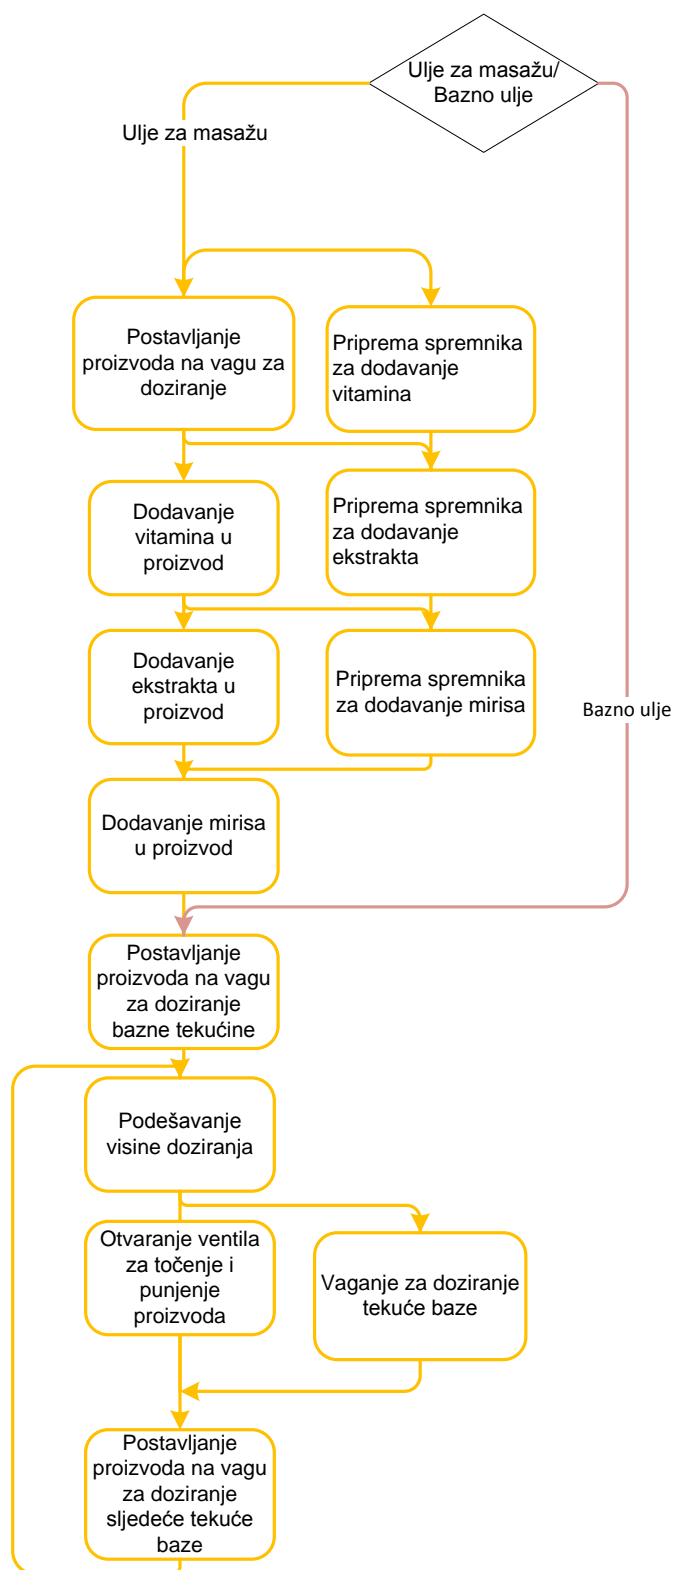 Ulje za masažu/
Bazno ulje
Ulje za masažu
Postavljanje
proizvoda na vagu za
doziranje
Priprema spremnika
za dodavanje
vitamina
Dodavanje
vitamina u
proizvod
Priprema spremnika
za dodavanje
ekstrakta
Dodavanje
ekstrakta u
proizvod
Priprema spremnika
za dodavanje mirisa
Bazno ulje
Dodavanje mirisa
u proizvod
Postavljanje
proizvoda na vagu
za doziranje
bazne tekućine
Podešavanje
visine doziranja
Otvaranje ventila
za točenje i
punjenje
proizvoda
Vaganje za doziranje
tekuće baze
Postavljanje
proizvoda na vagu
za doziranje
sljedeće tekuće
baze